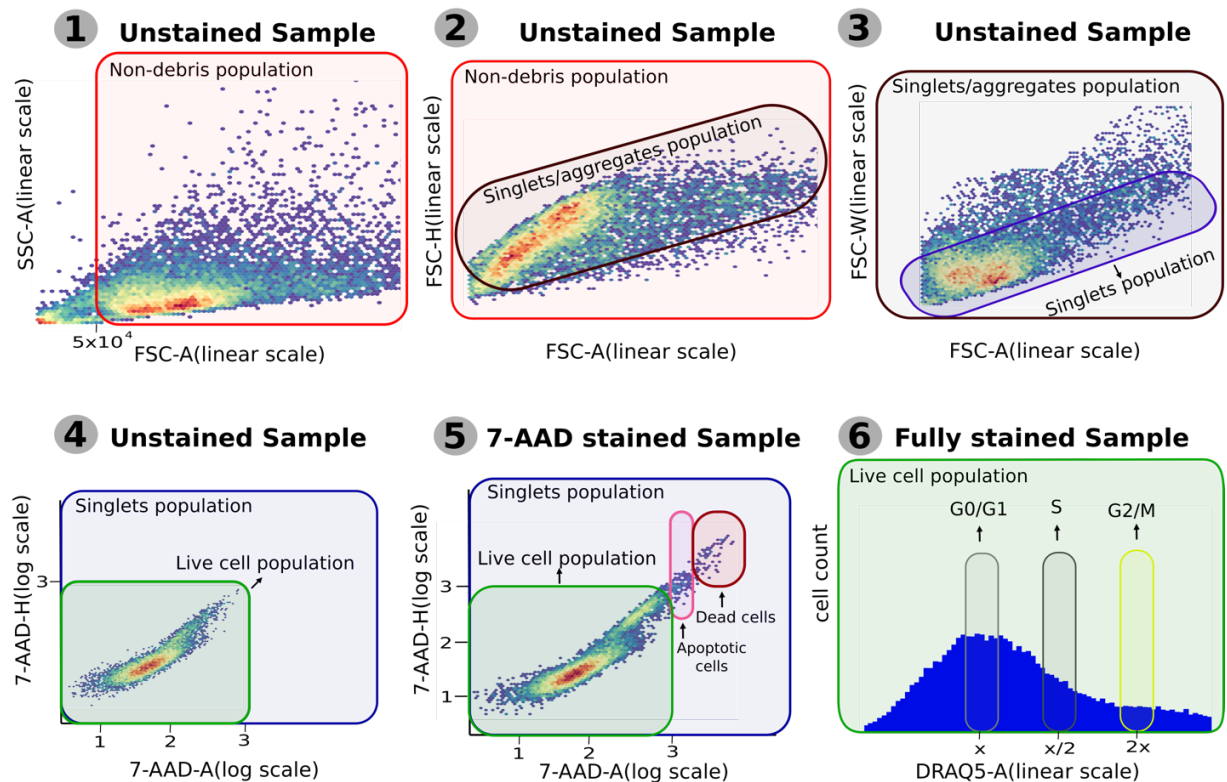 1 Unstained Sample
Non-debris population
SSC-A(linear scale)
5×10⁴
FSC-A(linear scale)
2 Unstained Sample
Non-debris population
Singlets/aggregates population
FSC-H(linear scale)
FSC-A(linear scale)
3 Unstained Sample
Singlets/aggregates population
FSC-W(linear scale)
Singlets population
FSC-A(linear scale)
4 Unstained Sample
Singlets population
Live cell population
7-AAD-H(log scale)
3
1 2 3
7-AAD-A(log scale)
5 7-AAD stained Sample
Singlets population
Live cell population
7-AAD-H(log scale)
3
2
1
Dead cells
Apoptotic
cells
1 2 3
7-AAD-A(log scale)
6 Fully stained Sample
Live cell population
G0/G1 S G2/M
cell count
x x/2 2x
DRAQ5-A(linear scale)